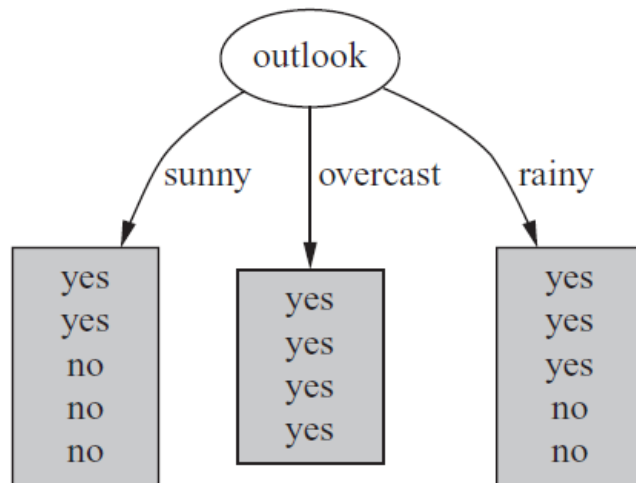 outlook
sunny
overcast
rainy
yes
yes
no
no
no
yes
yes
yes
yes
yes
yes
yes
no
no